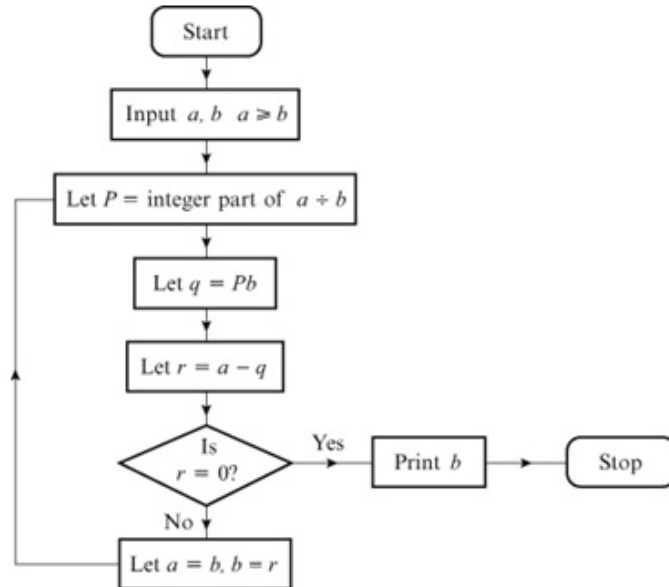 Start
Input a, b  a ⩾ b
Let P = integer part of a ÷ b
Let q = Pb
Let r = a − q
Is
r = 0?
Yes
Print b
Stop
No
Let a = b, b = r